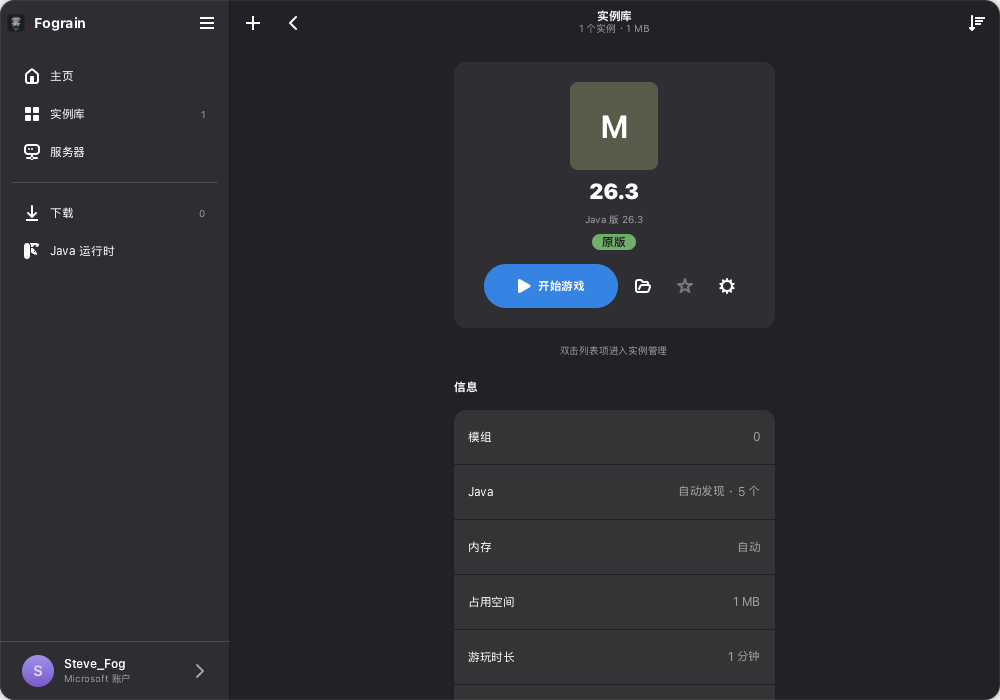 Fograin
主页
实例库 1
服务器
下载 0
Java 运行时
Steve_Fog
Microsoft 账户
S
实例库
1 个实例 · 1 MB
M
26.3
Java 版 26.3
原版
开始游戏
双击列表项进入实例管理
信息
模组 0
Java 自动发现 · 5 个
内存 自动
占用空间 1 MB
游玩时长 1 分钟